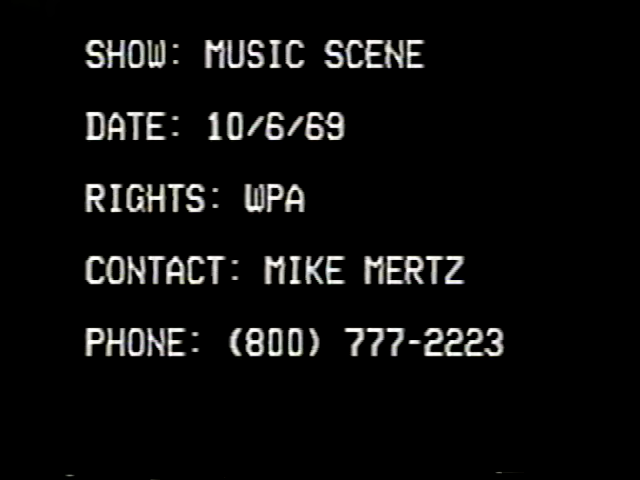 SHOW: MUSIC SCENE
DATE: 10/6/69
RIGHTS: WPA
CONTACT: MIKE MERTZ
PHONE: (800) 777-2223